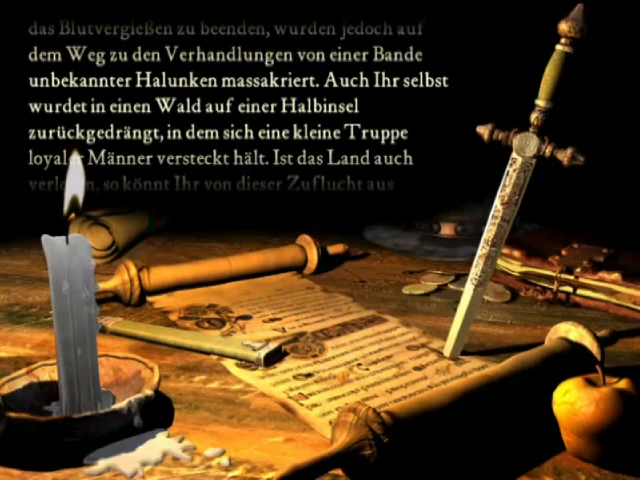 das Blutvergießen zu beenden, wurden jedoch auf
dem Weg zu den Verhandlungen von einer Bande
unbekannter Halunken massakriert. Auch Ihr selbst
wurdet in einen Wald auf einer Halbinsel
zurückgedrängt, in dem sich eine kleine Truppe
loyaler Männer versteckt hält. Ist das Land auch
verloren, so könnt Ihr von dieser Zuflucht aus